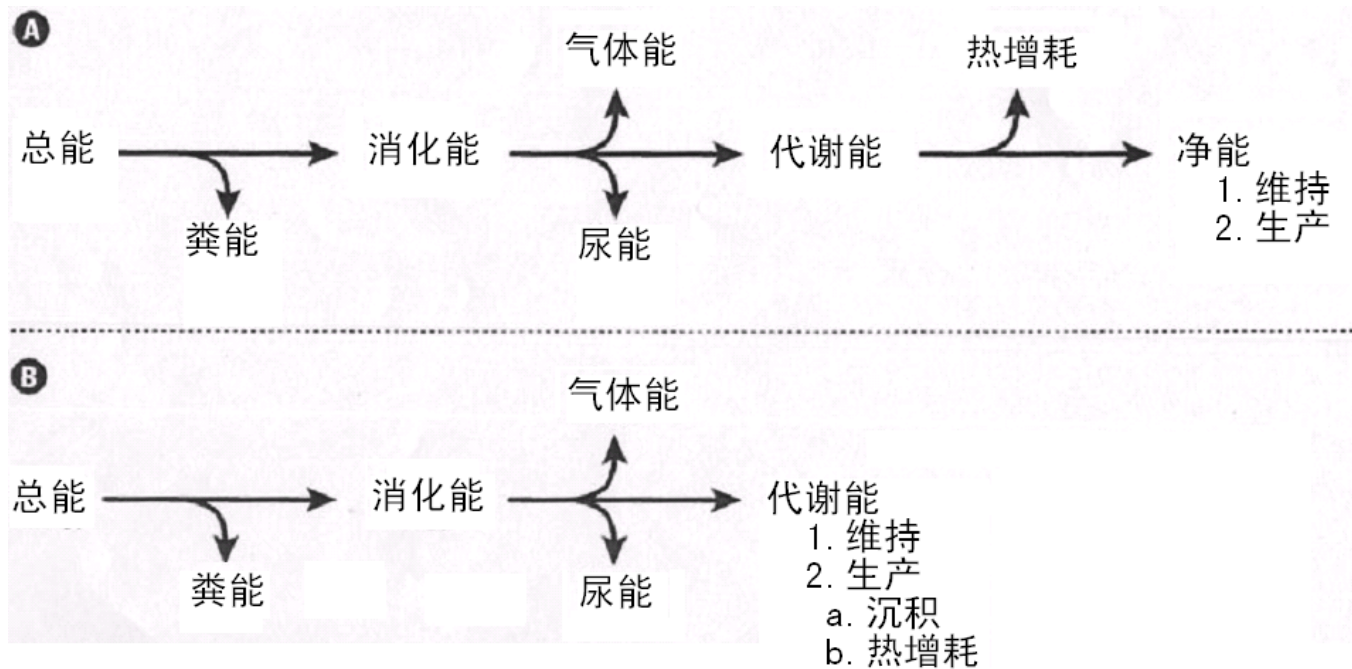 A
气体能
热增耗
总能
消化能
代谢能
净能
1. 维持
2. 生产
粪能
尿能
B
气体能
总能
消化能
代谢能
1. 维持
2. 生产
a. 沉积
b. 热增耗
粪能
尿能